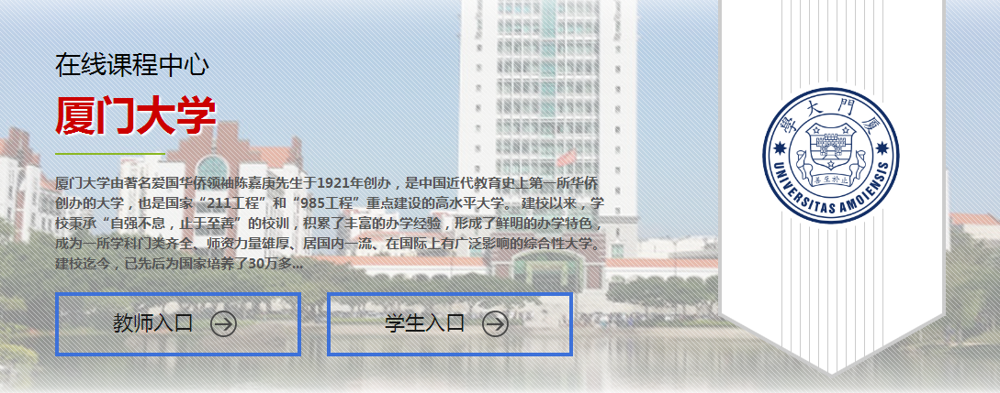 在线课程中心
厦门大学
厦门大学由著名爱国华侨领袖陈嘉庚先生于1921年创办，是中国近代教育史上第一所华侨
创办的大学，也是国家“211工程”和“985工程”重点建设的高水平大学。 建校以来，学
校秉承“自强不息，止于至善”的校训，积累了丰富的办学经验，形成了鲜明的办学特色，
成为一所学科门类齐全、师资力量雄厚、居国内一流、在国际上有广泛影响的综合性大学。
建校迄今，已先后为国家培养了30万多...
教师入口
学生入口
學大門廈
善至於止
UNIVERSITAS AMOIENSIS